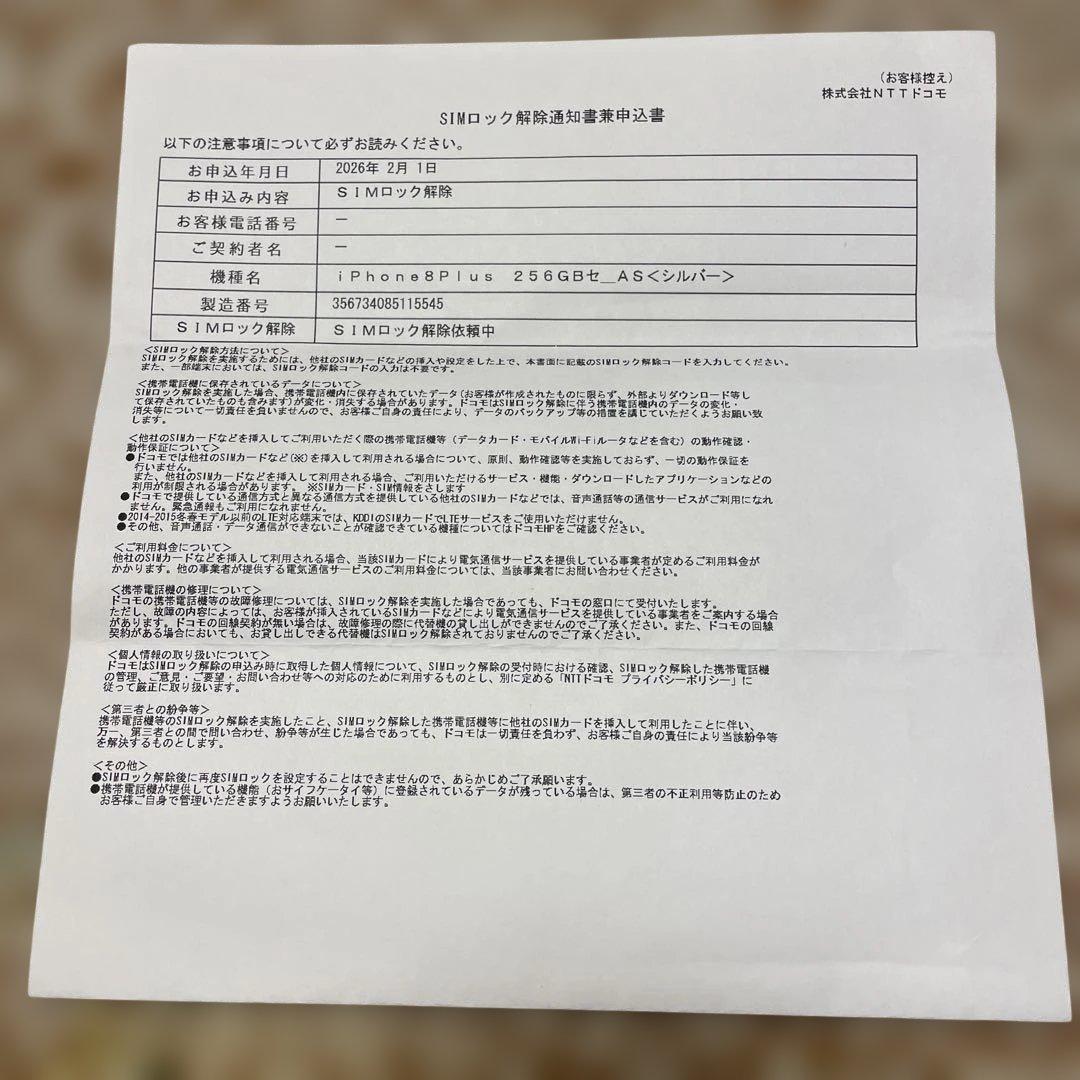 (お客様控え)
株式会社NTTドコモ
SIMロック解除通知書兼申込書
以下の注意事項について必ずお読みください。
お申込年月日 2026年 2月 1日
お申込み内容 SIMロック解除
お客様電話番号 －
ご契約者名 －
機種名 iPhone8Plus 256GBセ＿AS<シルバー>
製造番号 356734085115545
SIMロック解除 SIMロック解除依頼中
<SIMロック解除方法について>
SIMロック解除を実施するためには、他社のSIMカードなどの挿入や設定をした上で、本書面に記載のSIMロック解除コードを入力してください。
また、一部端末においては、SIMロック解除コードの入力は不要です。
<携帯電話機に保存されているデータについて>
SIMロック解除を実施した場合、携帯電話機内に保存されていたデータ(お客様が作成されたものに限らず、外部よりダウンロード等し
て保存されていたものも含みます)が変化・消失する場合があります。ドコモはSIMロック解除に伴う携帯電話機内のデータの変化・
消失等について一切責任を負いませんので、お客様ご自身の責任により、データのバックアップ等の措置を講じていただくようお願い致
します。
<他社のSIMカードなどを挿入してご利用いただく際の携帯電話機等（データカード・モバイルWi-Fiルータなどを含む）の動作確認・
動作保証について>
●ドコモでは他社のSIMカードなど(※)を挿入して利用される場合について、原則、動作確認等を実施しておらず、一切の動作保証を
行いません。
また、他社のSIMカードなどを挿入して利用される場合、ご利用いただけるサービス・機能・ダウンロードしたアプリケーションなどの
利用が制限される場合があります。 ※SIMカード・SIM情報をさします
●ドコモで提供している通信方式と異なる通信方式を提供している他社のSIMカードなどでは、音声通話等の通信サービスがご利用になれ
ません。緊急通報もご利用になれません。
●2014-2015冬春モデル以前のLTE対応端末では、KDDIのSIMカードでLTEサービスをご使用いただけません。
●その他、音声通話・データ通信ができないことが確認できている機種についてはドコモHPをご確認ください。
<ご利用料金について>
他社のSIMカードなどを挿入して利用される場合、当該SIMカードにより電気通信サービスを提供している事業者が定めるご利用料金が
かかります。他の事業者が提供する電気通信サービスのご利用料金については、当該事業者にお問い合わせください。
<携帯電話機の修理について>
ドコモの携帯電話機等の故障修理については、SIMロック解除を実施した場合であっても、ドコモの窓口にて受付いたします。
ただし、故障の内容によっては、お客様が挿入されているSIMカードなどにより電気通信サービスを提供している事業者をご案内する場合
があります。ドコモの回線契約が無い場合は、故障修理の際に代替機の貸し出しができませんのでご了承ください。また、ドコモの回線
契約がある場合においても、お貸し出しできる代替機はSIMロック解除されておりませんのでご了承ください。
<個人情報の取り扱いについて>
ドコモはSIMロック解除の申込み時に取得した個人情報について、SIMロック解除の受付時における確認、SIMロック解除した携帯電話機
の管理、ご意見・ご要望・お問い合わせ等への対応のために利用するものとし、別に定める「NTTドコモ プライバシーポリシー」に
従って厳正に取り扱います。
<第三者との紛争等>
携帯電話機等のSIMロック解除を実施したこと、SIMロック解除した携帯電話機等に他社のSIMカードを挿入して利用したことに伴い、
万一、第三者との間で問い合わせ、紛争等が生じた場合であっても、ドコモは一切責任を負わず、お客様ご自身の責任により当該紛争等
を解決するものとします。
<その他>
●SIMロック解除後に再度SIMロックを設定することはできませんので、あらかじめご了承願います。
●携帯電話機が提供している機能（おサイフケータイ等）に登録されているデータが残っている場合は、第三者の不正利用等防止のため
お客様ご自身で管理いただきますようお願いいたします。